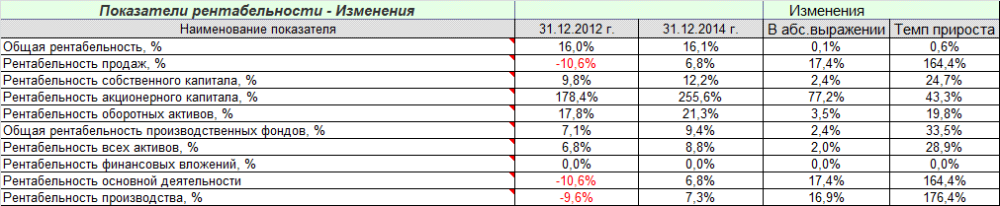 Показатели рентабельности - Изменения Изменения
Наименование показателя 31.12.2012 г. 31.12.2014 г. В абс.выражении Темп прироста
Общая рентабельность, % 16,0% 16,1% 0,1% 0,6%
Рентабельность продаж, % -10,6% 6,8% 17,4% 164,4%
Рентабельность собственного капитала, % 9,8% 12,2% 2,4% 24,7%
Рентабельность акционерного капитала, % 178,4% 255,6% 77,2% 43,3%
Рентабельность оборотных активов, % 17,8% 21,3% 3,5% 19,8%
Общая рентабельность производственных фондов, % 7,1% 9,4% 2,4% 33,5%
Рентабельность всех активов, % 6,8% 8,8% 2,0% 28,9%
Рентабельность финансовых вложений, % 0,0% 0,0% 0,0% 0,0%
Рентабельность основной деятельности -10,6% 6,8% 17,4% 164,4%
Рентабельность производства, % -9,6% 7,3% 16,9% 176,4%